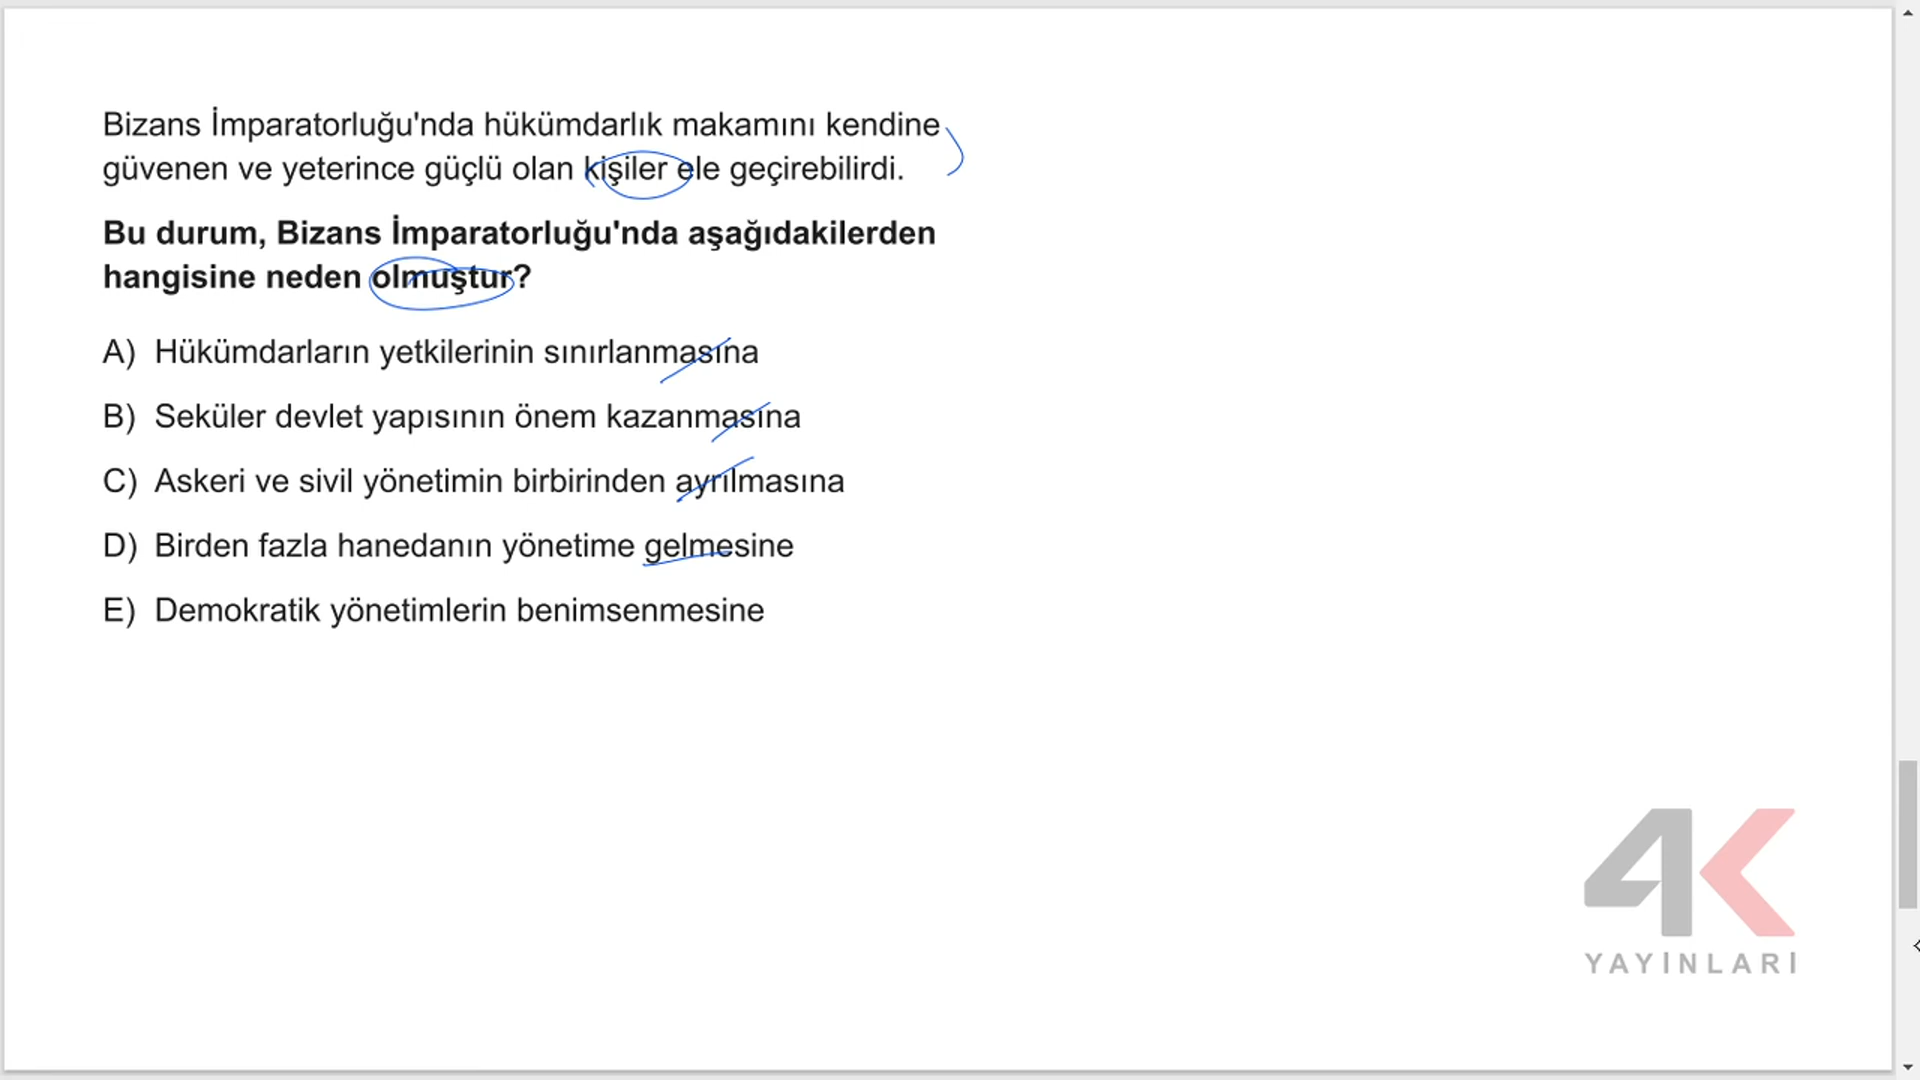 Bizans İmparatorluğu'nda hükümdarlık makamını kendine
güvenen ve yeterince güçlü olan kişiler ele geçirebilirdi.
Bu durum, Bizans İmparatorluğu'nda aşağıdakilerden
hangisine neden olmuştur?
A) Hükümdarların yetkilerinin sınırlanmasına
B) Seküler devlet yapısının önem kazanmasına
C) Askeri ve sivil yönetimin birbirinden ayrılmasına
D) Birden fazla hanedanın yönetime gelmesine
E) Demokratik yönetimlerin benimsenmesine
4K
YAYİNLARİ